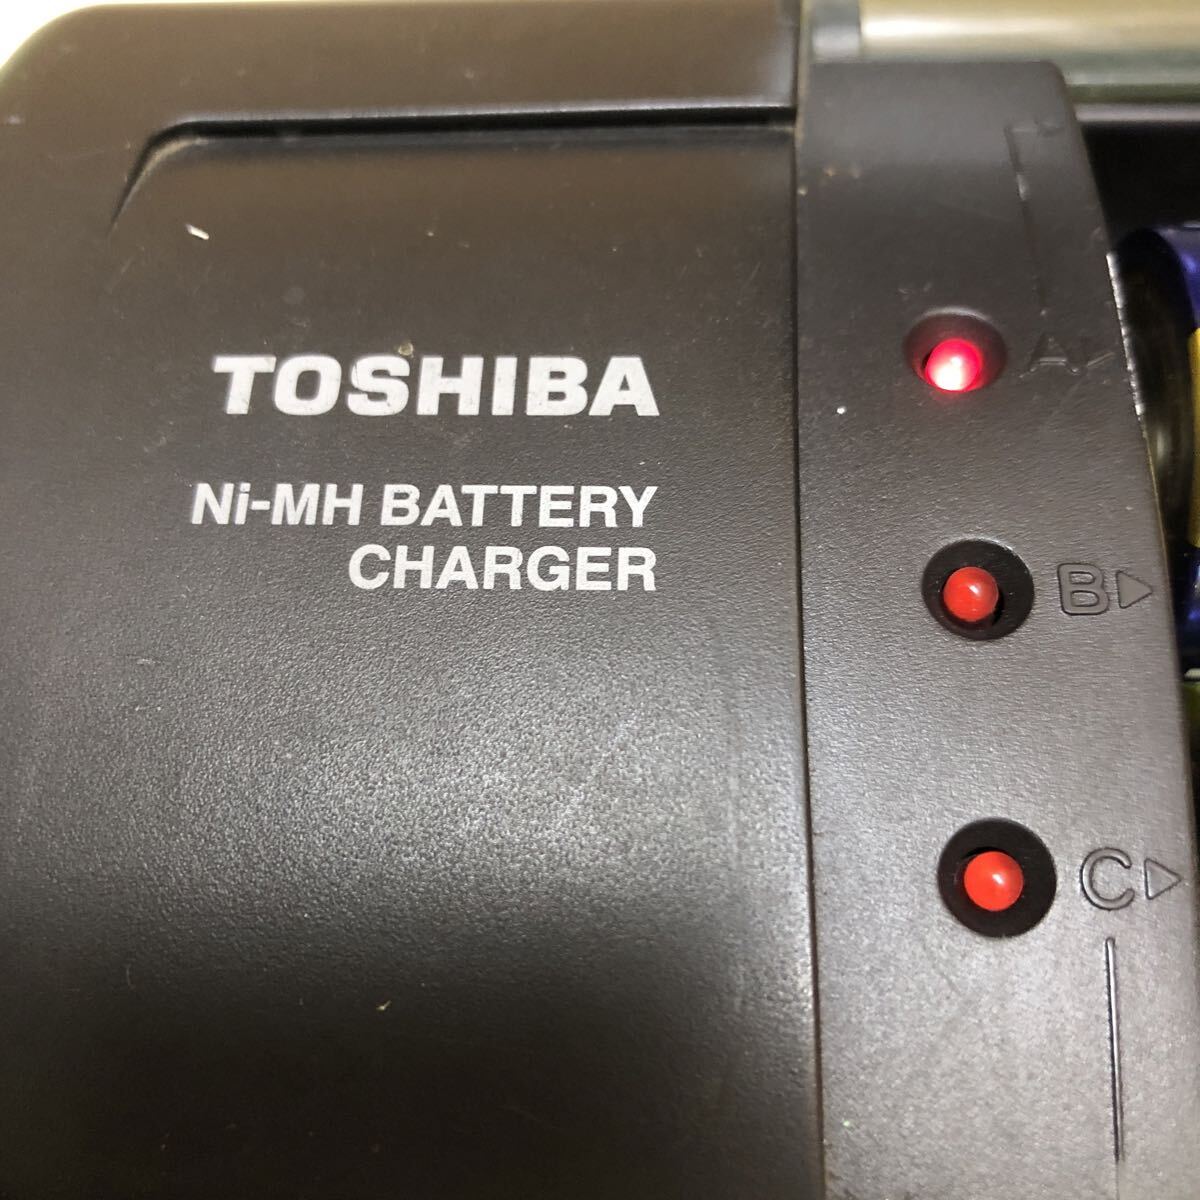 TOSHIBA
Ni-MH BATTERY
CHARGER
A▷
B▷
C▷